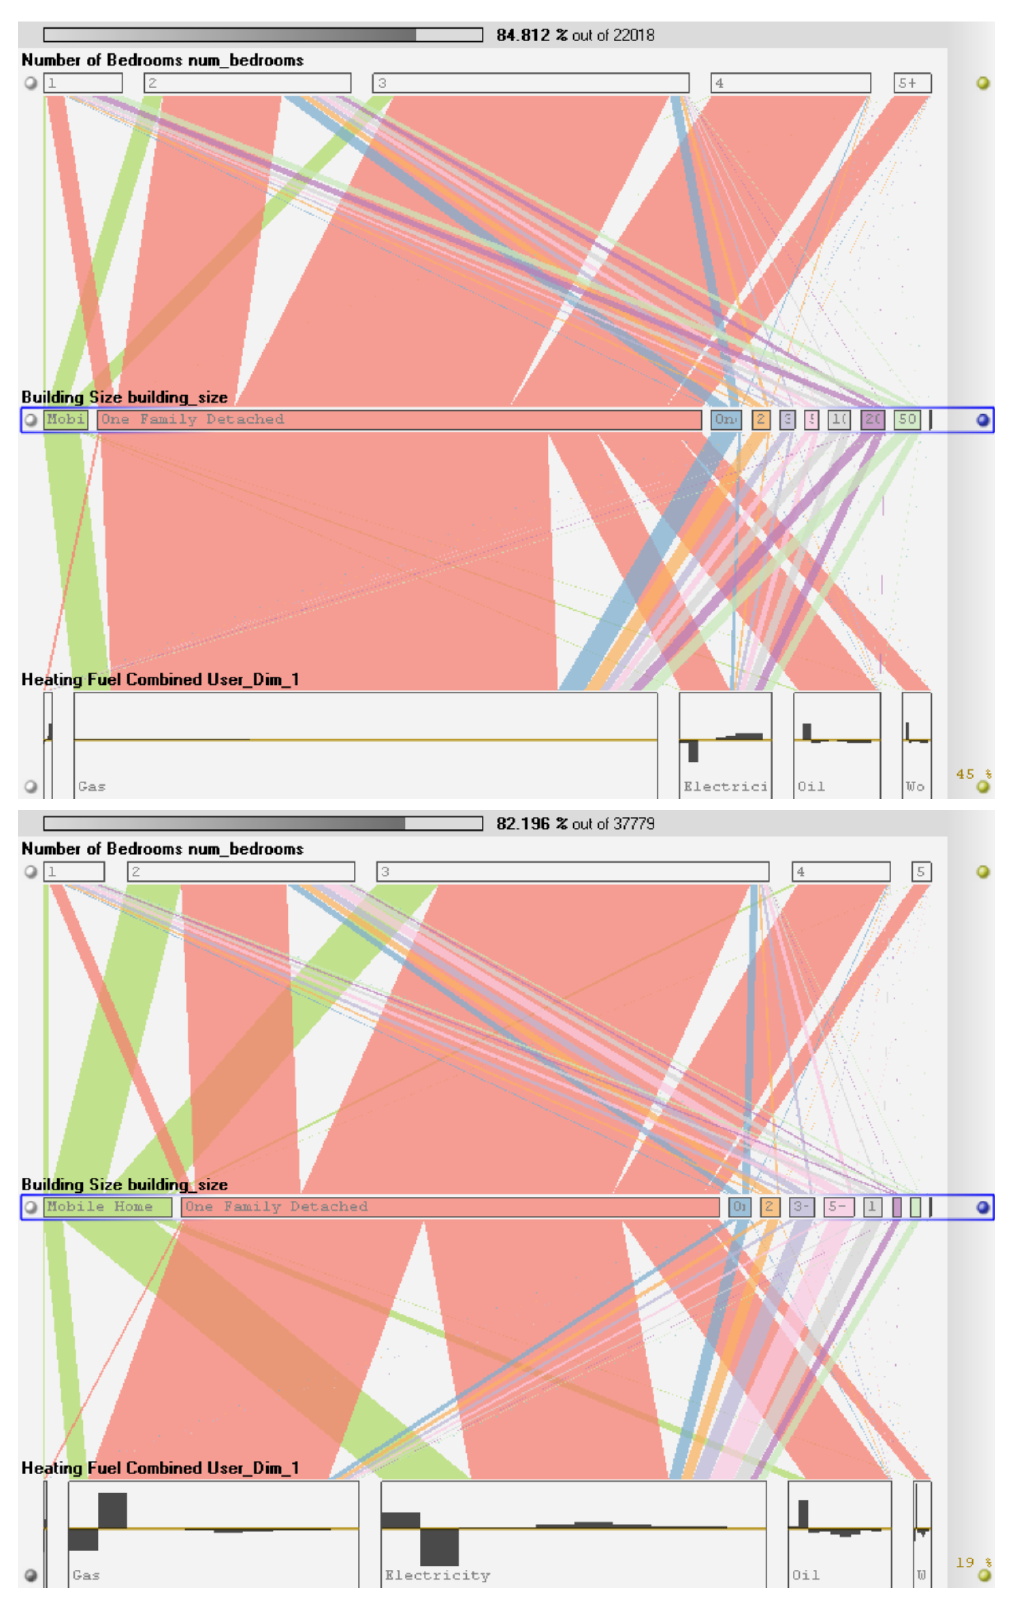 84.812 % out of 22018
Number of Bedrooms num_bedrooms
1 2 3 4 5+
Building Size building_size
Mobi One Family Detached On 2 3 5 1( 2( 50
Heating Fuel Combined User_Dim_1
45 %
Gas Electrici Oil Wo
82.196 % out of 37779
Number of Bedrooms num_bedrooms
1 2 3 4 5
Building Size building_size
Mobile Home One Family Detached 2 3- 5- 1
Heating Fuel Combined User_Dim_1
19 %
Gas Electricity Oil W